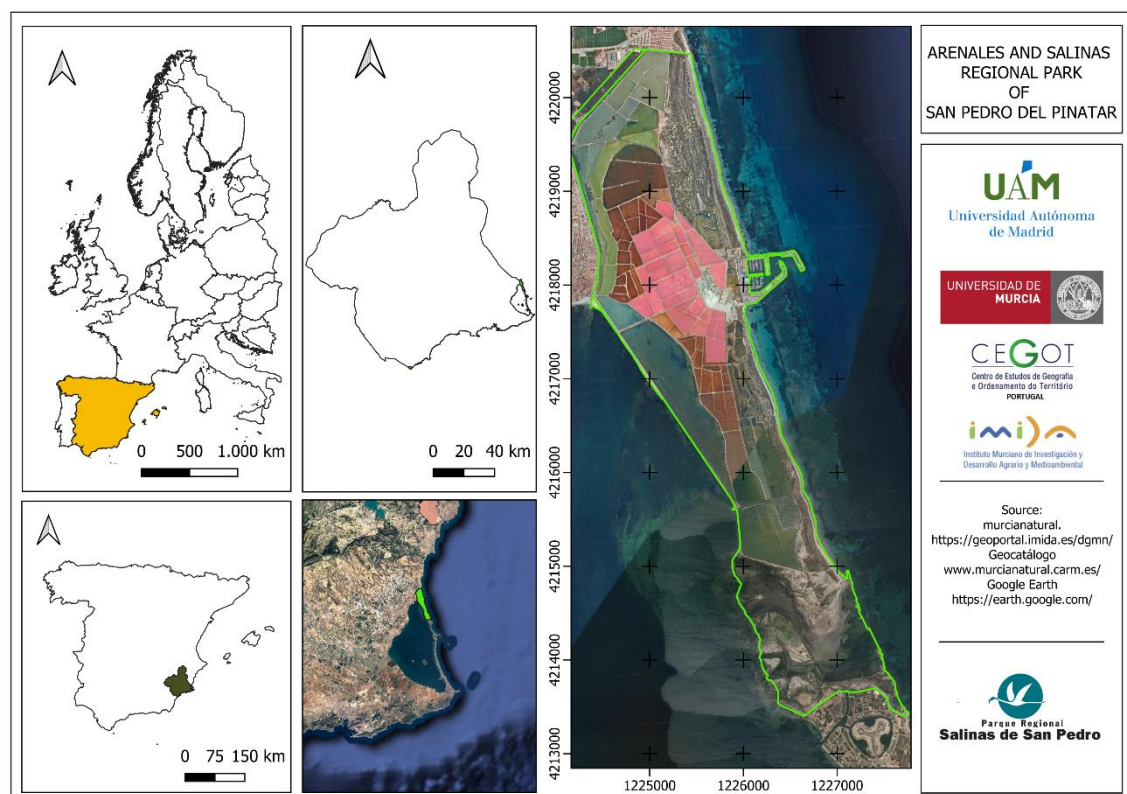 0 500 1.000 km
0 20 40 km
0 75 150 km
4220000
4219000
4218000
4217000
4216000
4215000
4214000
4213000
1225000 1226000 1227000
ARENALES AND SALINAS
REGIONAL PARK
OF
SAN PEDRO DEL PINATAR
UAM
Universidad Autónoma
de Madrid
UNIVERSIDAD DE
MURCIA
CEGOT
Centro de Estudos de Geografia
e Ordenamento do Território
PORTUGAL
imida
Instituto Murciano de Investigación y
Desarrollo Agrario y Medioambiental
Source:
murcianatural.
https://geoportal.imida.es/dgmn/
Geocatálogo
www.murcianatural.carm.es/
Google Earth
https://earth.google.com/
Parque Regional
Salinas de San Pedro